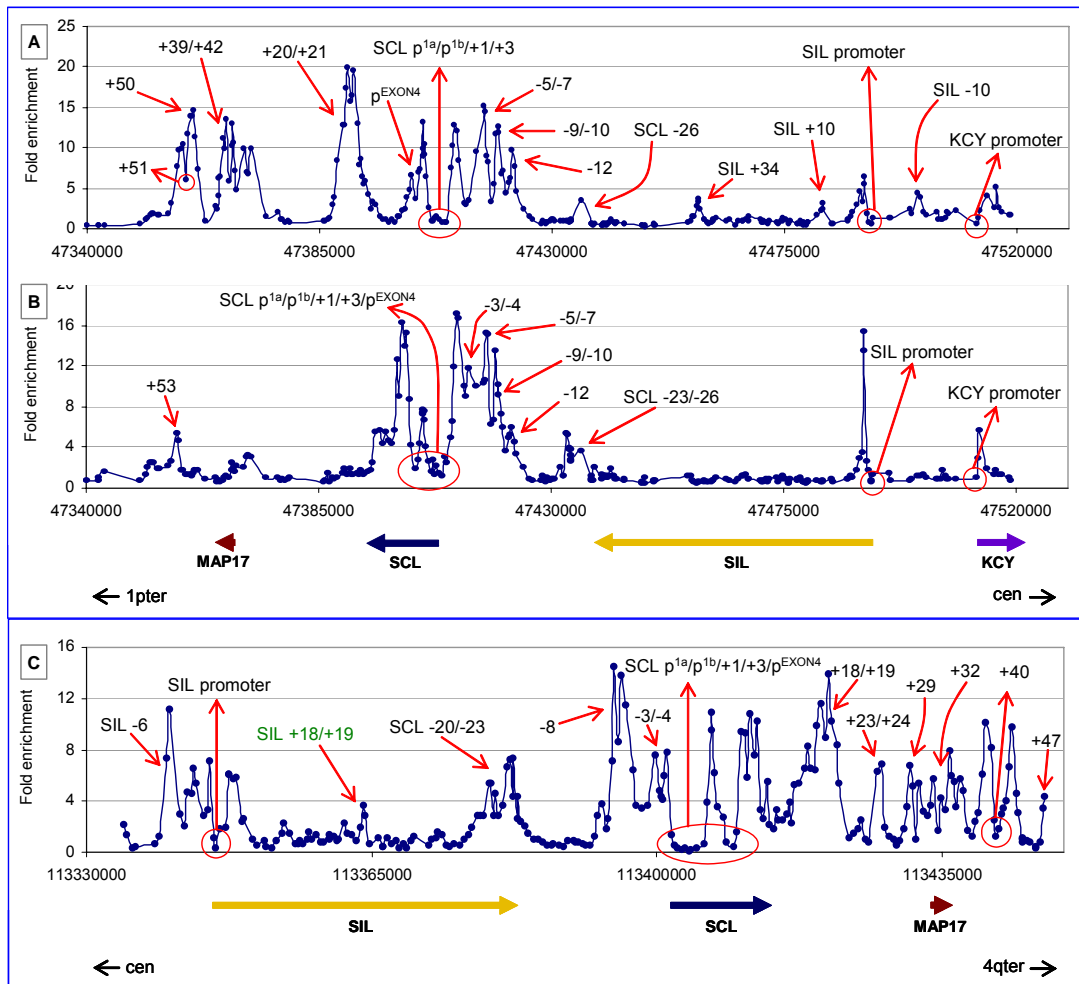 A
Fold enrichment
25
20
15
10
5
0
+50
+51
+39/+42
+20/+21
SCL p1a/p1b/+1/+3
pEXON4
-5/-7
-9/-10
-12
SCL -26
SIL +34
SIL +10
SIL promoter
SIL -10
KCY promoter
47340000 47385000 47430000 47475000 47520000
B
Fold enrichment
20
16
12
8
4
0
+53
SCL p1a/p1b/+1/+3/pEXON4
-3/-4
-5/-7
-9/-10
-12
SCL -23/-26
SIL promoter
KCY promoter
47340000 47385000 47430000 47475000 47520000
MAP17 SCL SIL KCY
1pter cen
C
Fold enrichment
16
12
8
4
0
SIL -6
SIL promoter
SIL +18/+19
SCL -20/-23
-8
-3/-4
SCL p1a/p1b/+1/+3/pEXON4
+18/+19
+23/+24
+29
+32
+40
+47
113330000 113365000 113400000 113435000
SIL SCL MAP17
cen 4qter